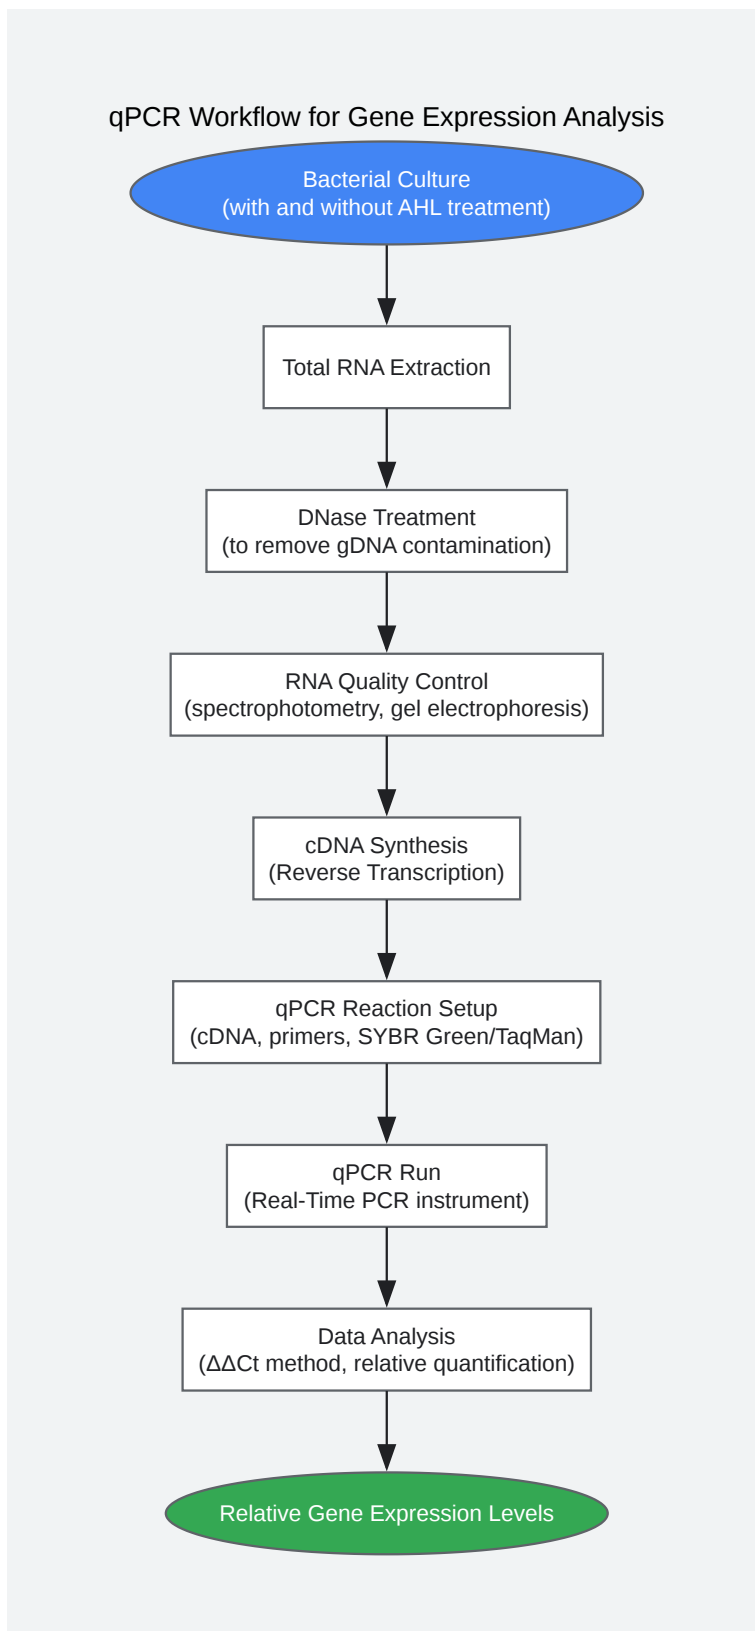 qPCR Workflow for Gene Expression Analysis
Bacterial Culture
(with and without AHL treatment)
Total RNA Extraction
DNase Treatment
(to remove gDNA contamination)
RNA Quality Control
(spectrophotometry, gel electrophoresis)
cDNA Synthesis
(Reverse Transcription)
qPCR Reaction Setup
(cDNA, primers, SYBR Green/TaqMan)
qPCR Run
(Real-Time PCR instrument)
Data Analysis
(ΔΔCt method, relative quantification)
Relative Gene Expression Levels